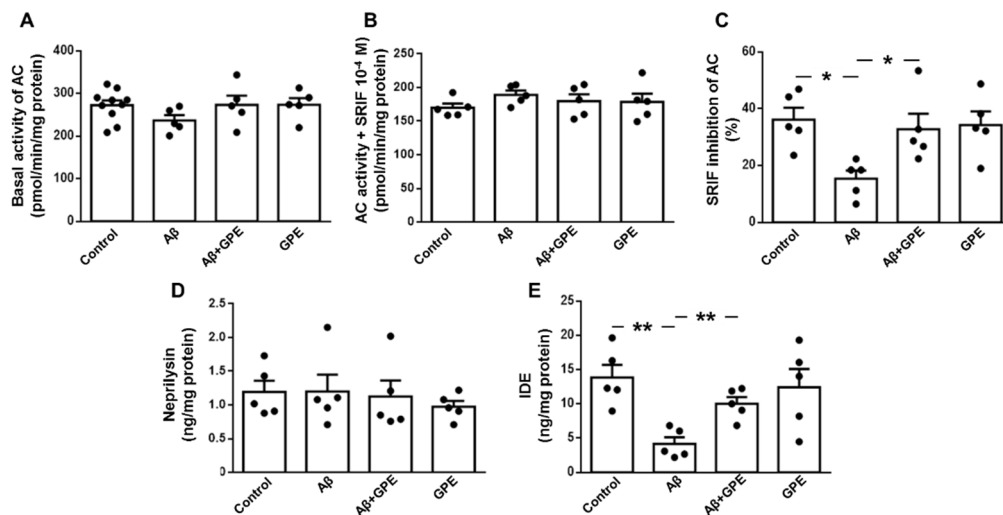 A
Basal activity of AC
(pmol/min/mg protein)
400
300
200
100
0
Control
Aβ
Aβ+GPE
GPE
B
AC activity + SRIF 10⁻⁴ M)
(pmol/min/mg protein)
250
200
150
100
50
0
Control
Aβ
Aβ+GPE
GPE
C
SRIF inhibition of AC
(%)
60
40
20
0
*
*
Control
Aβ
Aβ+GPE
GPE
D
Neprilysin
(ng/mg protein)
2.5
2.0
1.5
1.0
0.5
0
Control
Aβ
Aβ+GPE
GPE
E
IDE
(ng/mg protein)
25
20
15
10
5
0
**
**
Control
Aβ
Aβ+GPE
GPE